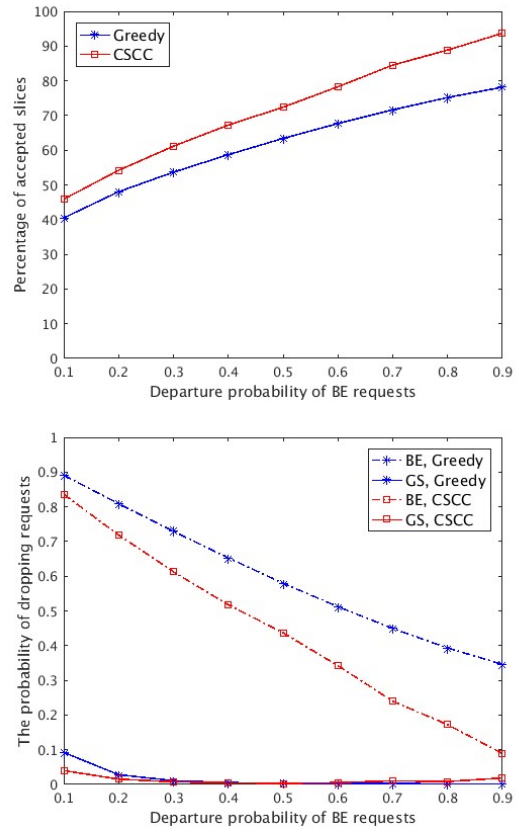 100
90
80
70
60
50
40
30
20
10
0
Percentage of accepted slices
Greedy
CSCC
0.1 0.2 0.3 0.4 0.5 0.6 0.7 0.8 0.9
Departure probability of BE requests
1
0.9
0.8
0.7
0.6
0.5
0.4
0.3
0.2
0.1
0
The probability of dropping requests
BE, Greedy
GS, Greedy
BE, CSCC
GS, CSCC
0.1 0.2 0.3 0.4 0.5 0.6 0.7 0.8 0.9
Departure probability of BE requests